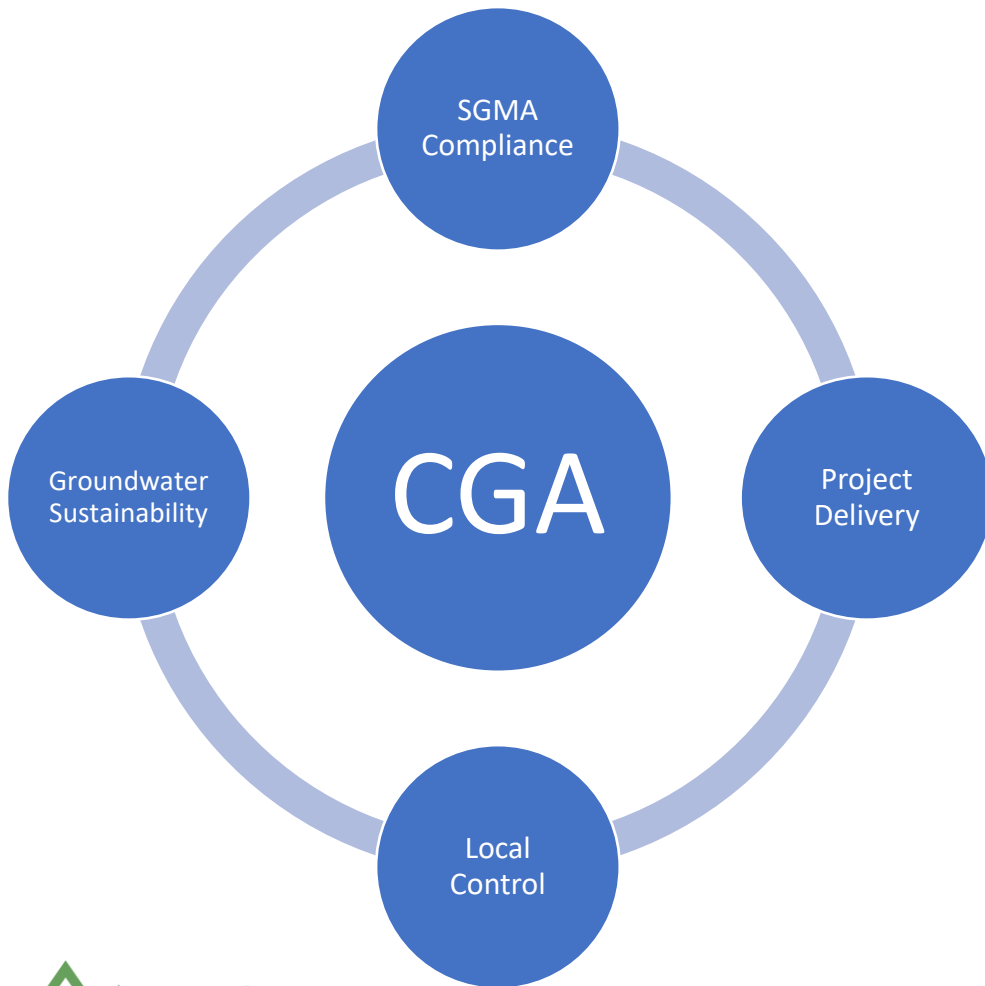 SGMA
Compliance
Groundwater
Sustainability
CGA
Project
Delivery
Local
Control